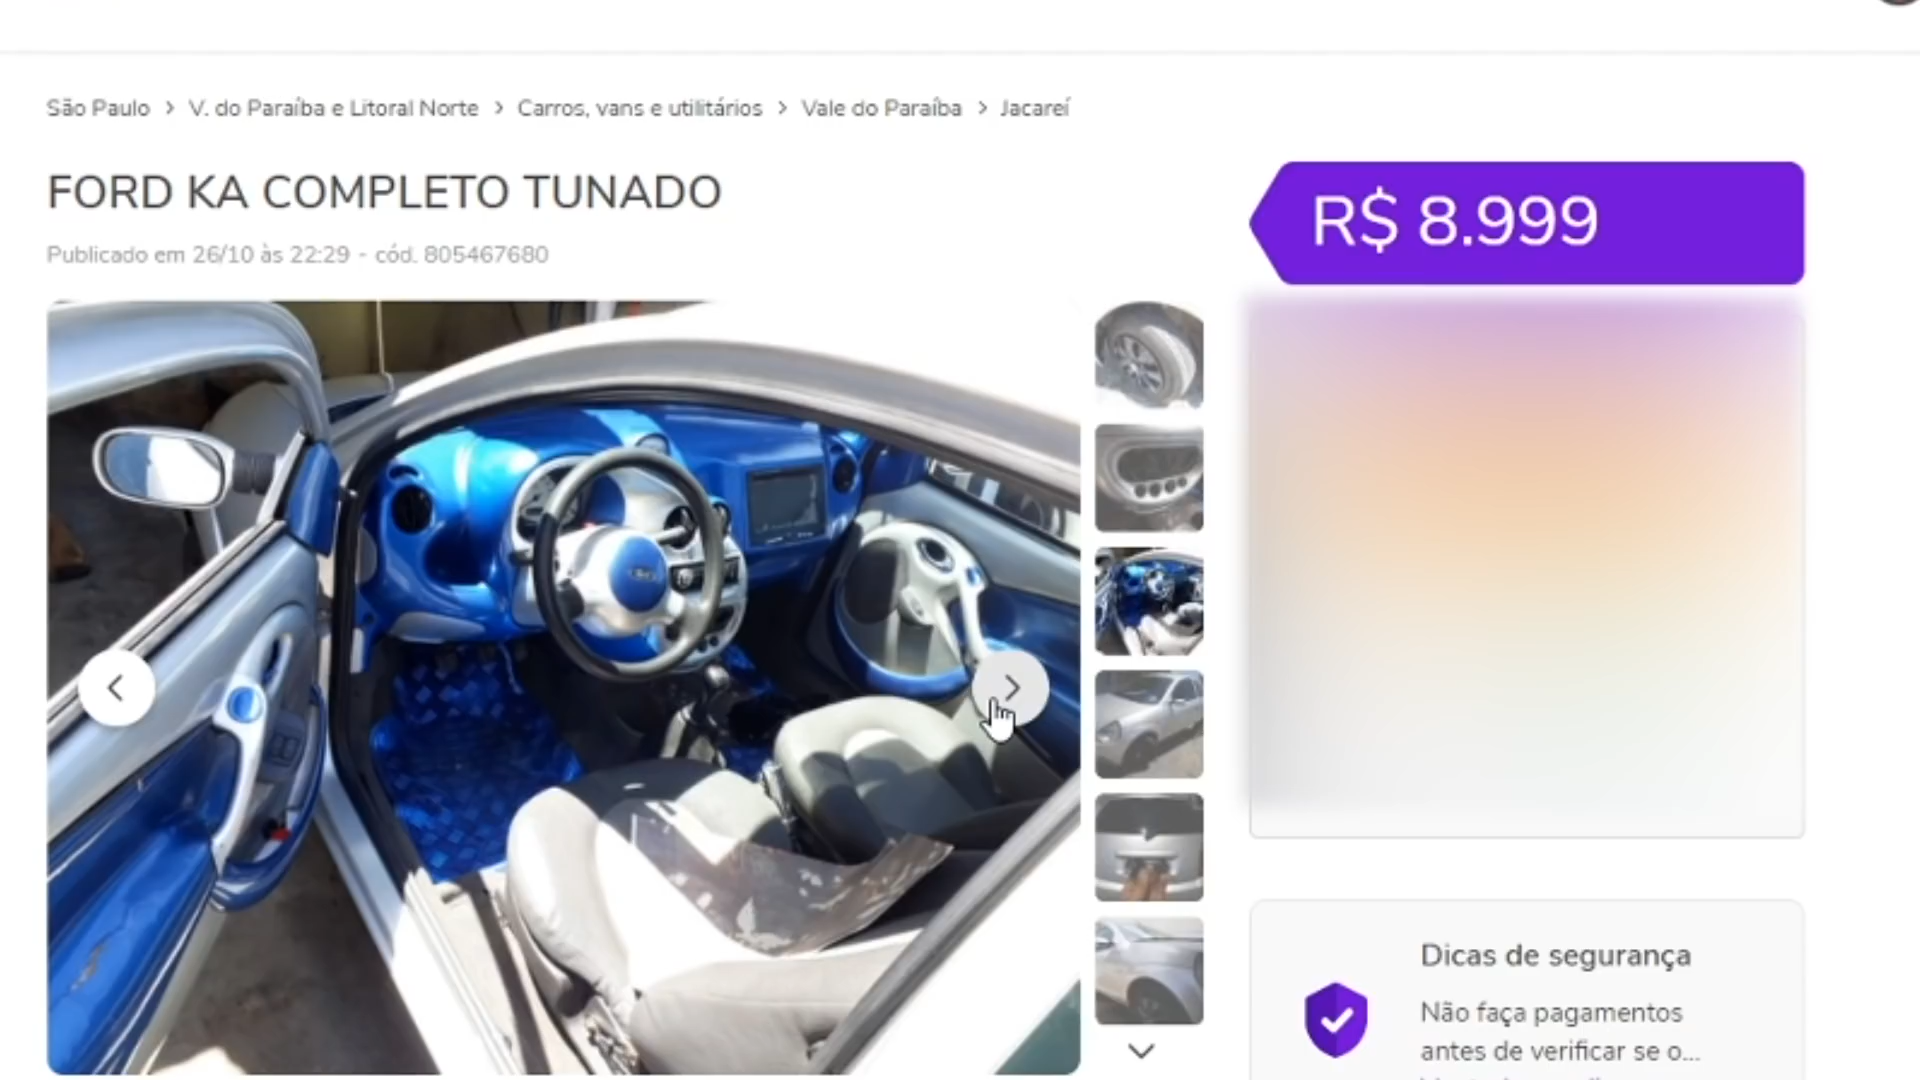 São Paulo > V. do Paraíba e Litoral Norte > Carros, vans e utilitários > Vale do Paraíba > Jacareí
FORD KA COMPLETO TUNADO
Publicado em 26/10 às 22:29 - cód. 805467680
R$ 8.999
Dicas de segurança
Não faça pagamentos
antes de verificar se o...